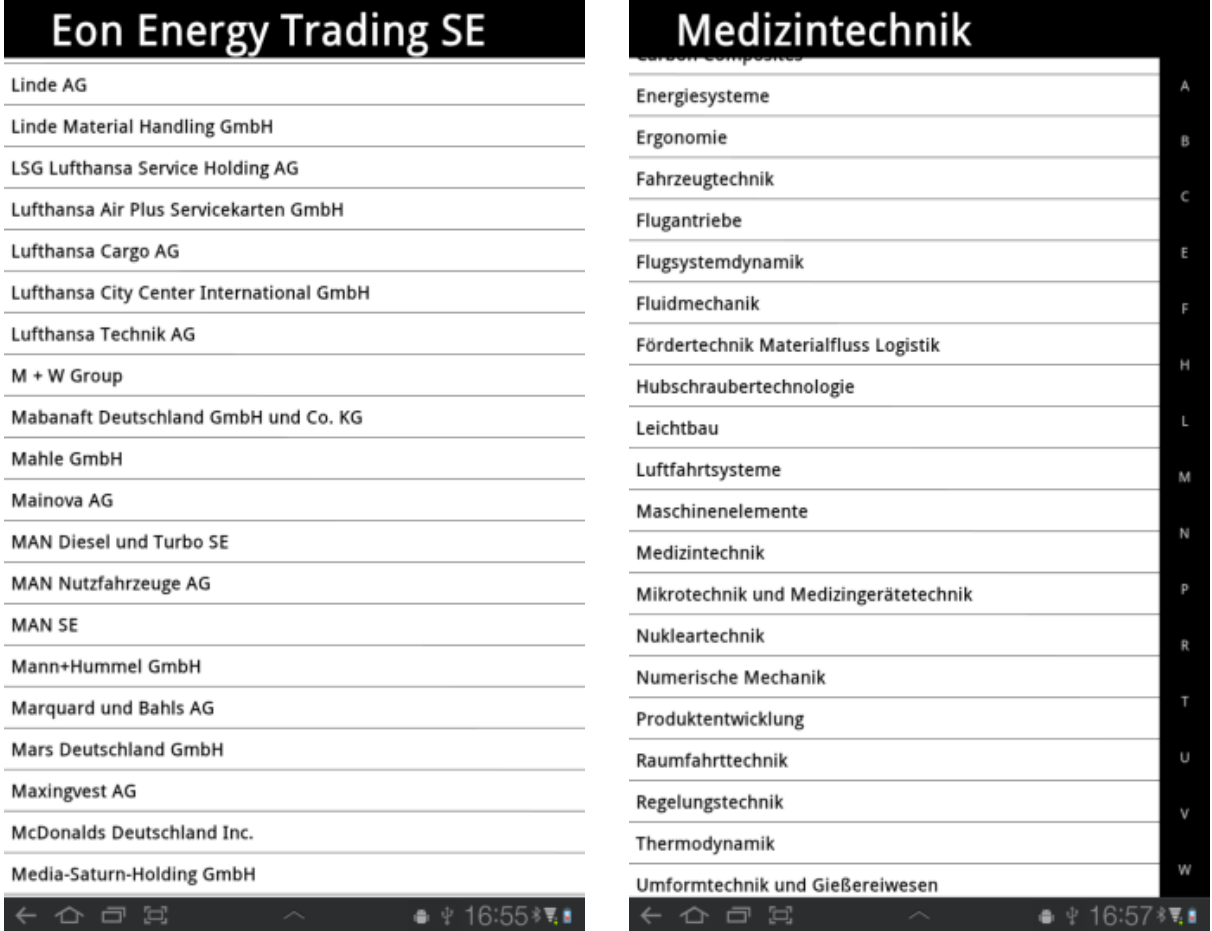 Eon Energy Trading SE
Linde AG
Linde Material Handling GmbH
LSG Lufthansa Service Holding AG
Lufthansa Air Plus Servicekarten GmbH
Lufthansa Cargo AG
Lufthansa City Center International GmbH
Lufthansa Technik AG
M + W Group
Mabanaft Deutschland GmbH und Co. KG
Mahle GmbH
Mainova AG
MAN Diesel und Turbo SE
MAN Nutzfahrzeuge AG
MAN SE
Mann+Hummel GmbH
Marquard und Bahls AG
Mars Deutschland GmbH
Maxingvest AG
McDonalds Deutschland Inc.
Media-Saturn-Holding GmbH
16:55
Medizintechnik
Carbon Composites
Energiesysteme
Ergonomie
Fahrzeugtechnik
Flugantriebe
Flugsystemdynamik
Fluidmechanik
Fördertechnik Materialfluss Logistik
Hubschraubertechnologie
Leichtbau
Luftfahrtsysteme
Maschinenelemente
Medizintechnik
Mikrotechnik und Medizingerätetechnik
Nukleartechnik
Numerische Mechanik
Produktentwicklung
Raumfahrttechnik
Regelungstechnik
Thermodynamik
Umformtechnik und Gießereiwesen
A
B
C
E
F
H
L
M
N
P
R
T
U
V
W
16:57